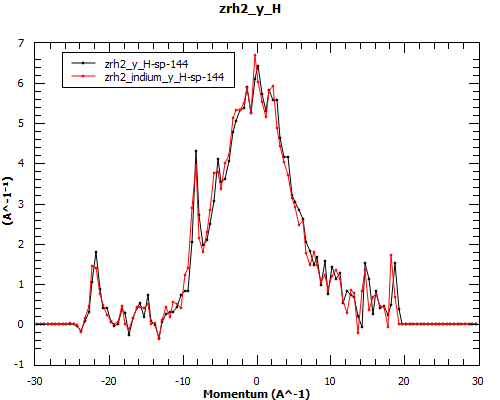 zrh2_y_H
7
zrh2_y_H-sp-144
zrh2_indium_y_H-sp-144
6
5
4
(A^-1-¹)
3
2
1
0
-1
-30 -20 -10 0 10 20 30
Momentum (A^-1)